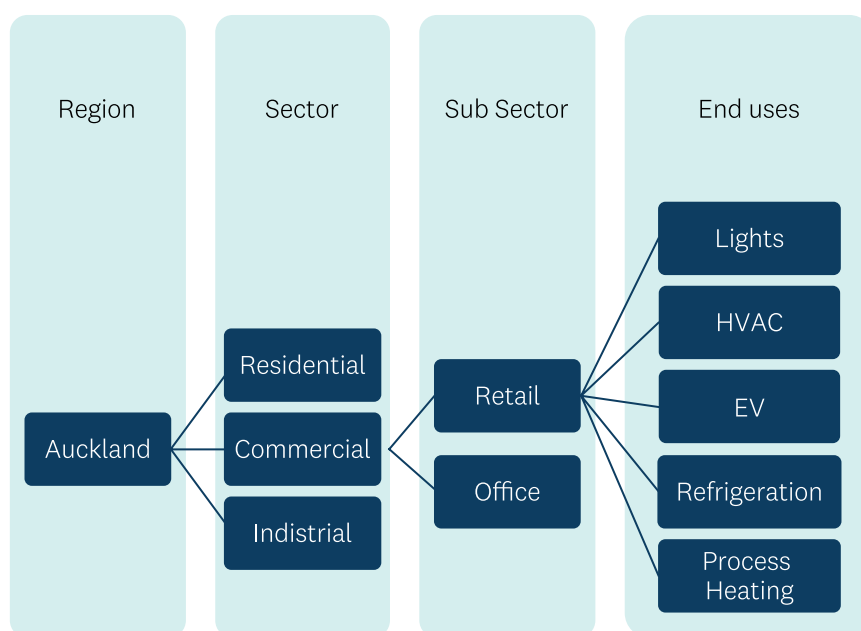 Region
Sector
Sub Sector
End uses
Auckland
Residential
Commercial
Indistrial
Retail
Office
Lights
HVAC
EV
Refrigeration
Process
Heating